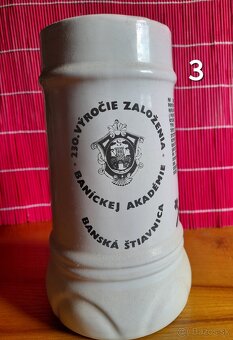 3
· 230. VÝROČIE ZALOŽENIA ·
BANÍCKEJ AKADÉMIE
BANSKÁ ŠTIAVNICA